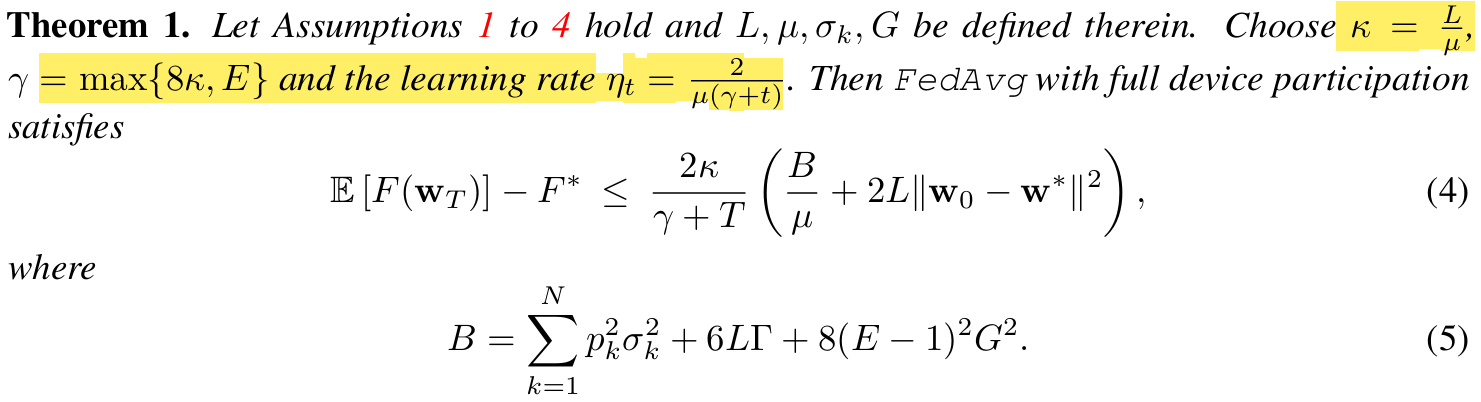 Theorem 1. Let Assumptions 1 to 4 hold and L, μ, σ_k, G be defined therein. Choose κ = L/μ,
γ = max{8κ, E} and the learning rate η_t = 2/(μ(γ+t)). Then FedAvg with full device participation
satisfies
𝔼 [F(𝐰_T)] − F* ≤ 2κ/(γ + T) (B/μ + 2L‖𝐰_0 − 𝐰*‖²), (4)
where
B = ∑_{k=1}^{N} p_k² σ_k² + 6LΓ + 8(E − 1)²G². (5)